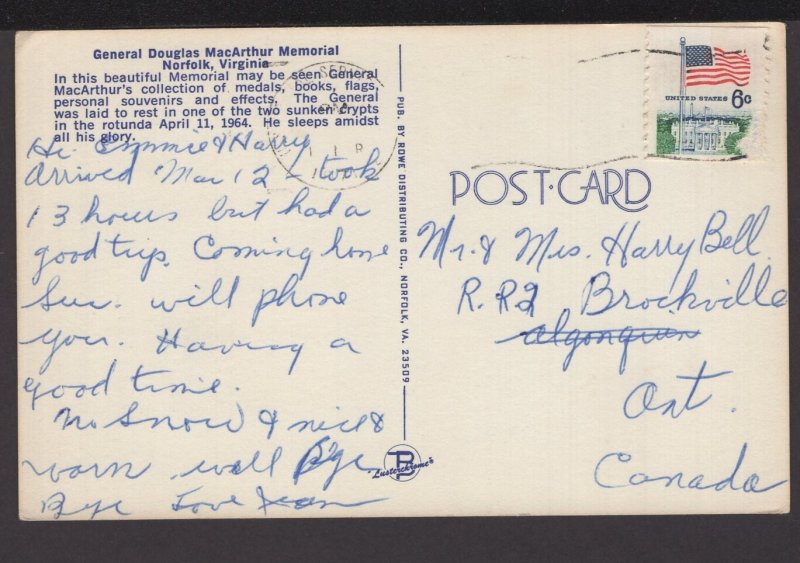 General Douglas MacArthur Memorial
Norfolk, Virginia
In this beautiful Memorial may be seen General
MacArthur's collection of medals, books, flags,
personal souvenirs and effects. The General
was laid to rest in one of the two sunken crypts
in the rotunda April 11, 1964. He sleeps amidst
all his glory.
Hi Emmie & Harry
Arrived Mar 12 – took
13 hours but had a
good trip. Coming home
Sun. will phone
you. Having a
good time.
No Snow & nice &
warm. well Bye
Bye Love Jean
PUB. BY ROWE DISTRIBUTING CO., NORFOLK, VA. 23509
Lusterchrome
UNITED STATES 6c
POST·CARD
Mr. & Mrs. Harry Bell
R. R2 Brockville
Algonquin
Ont.
Canada